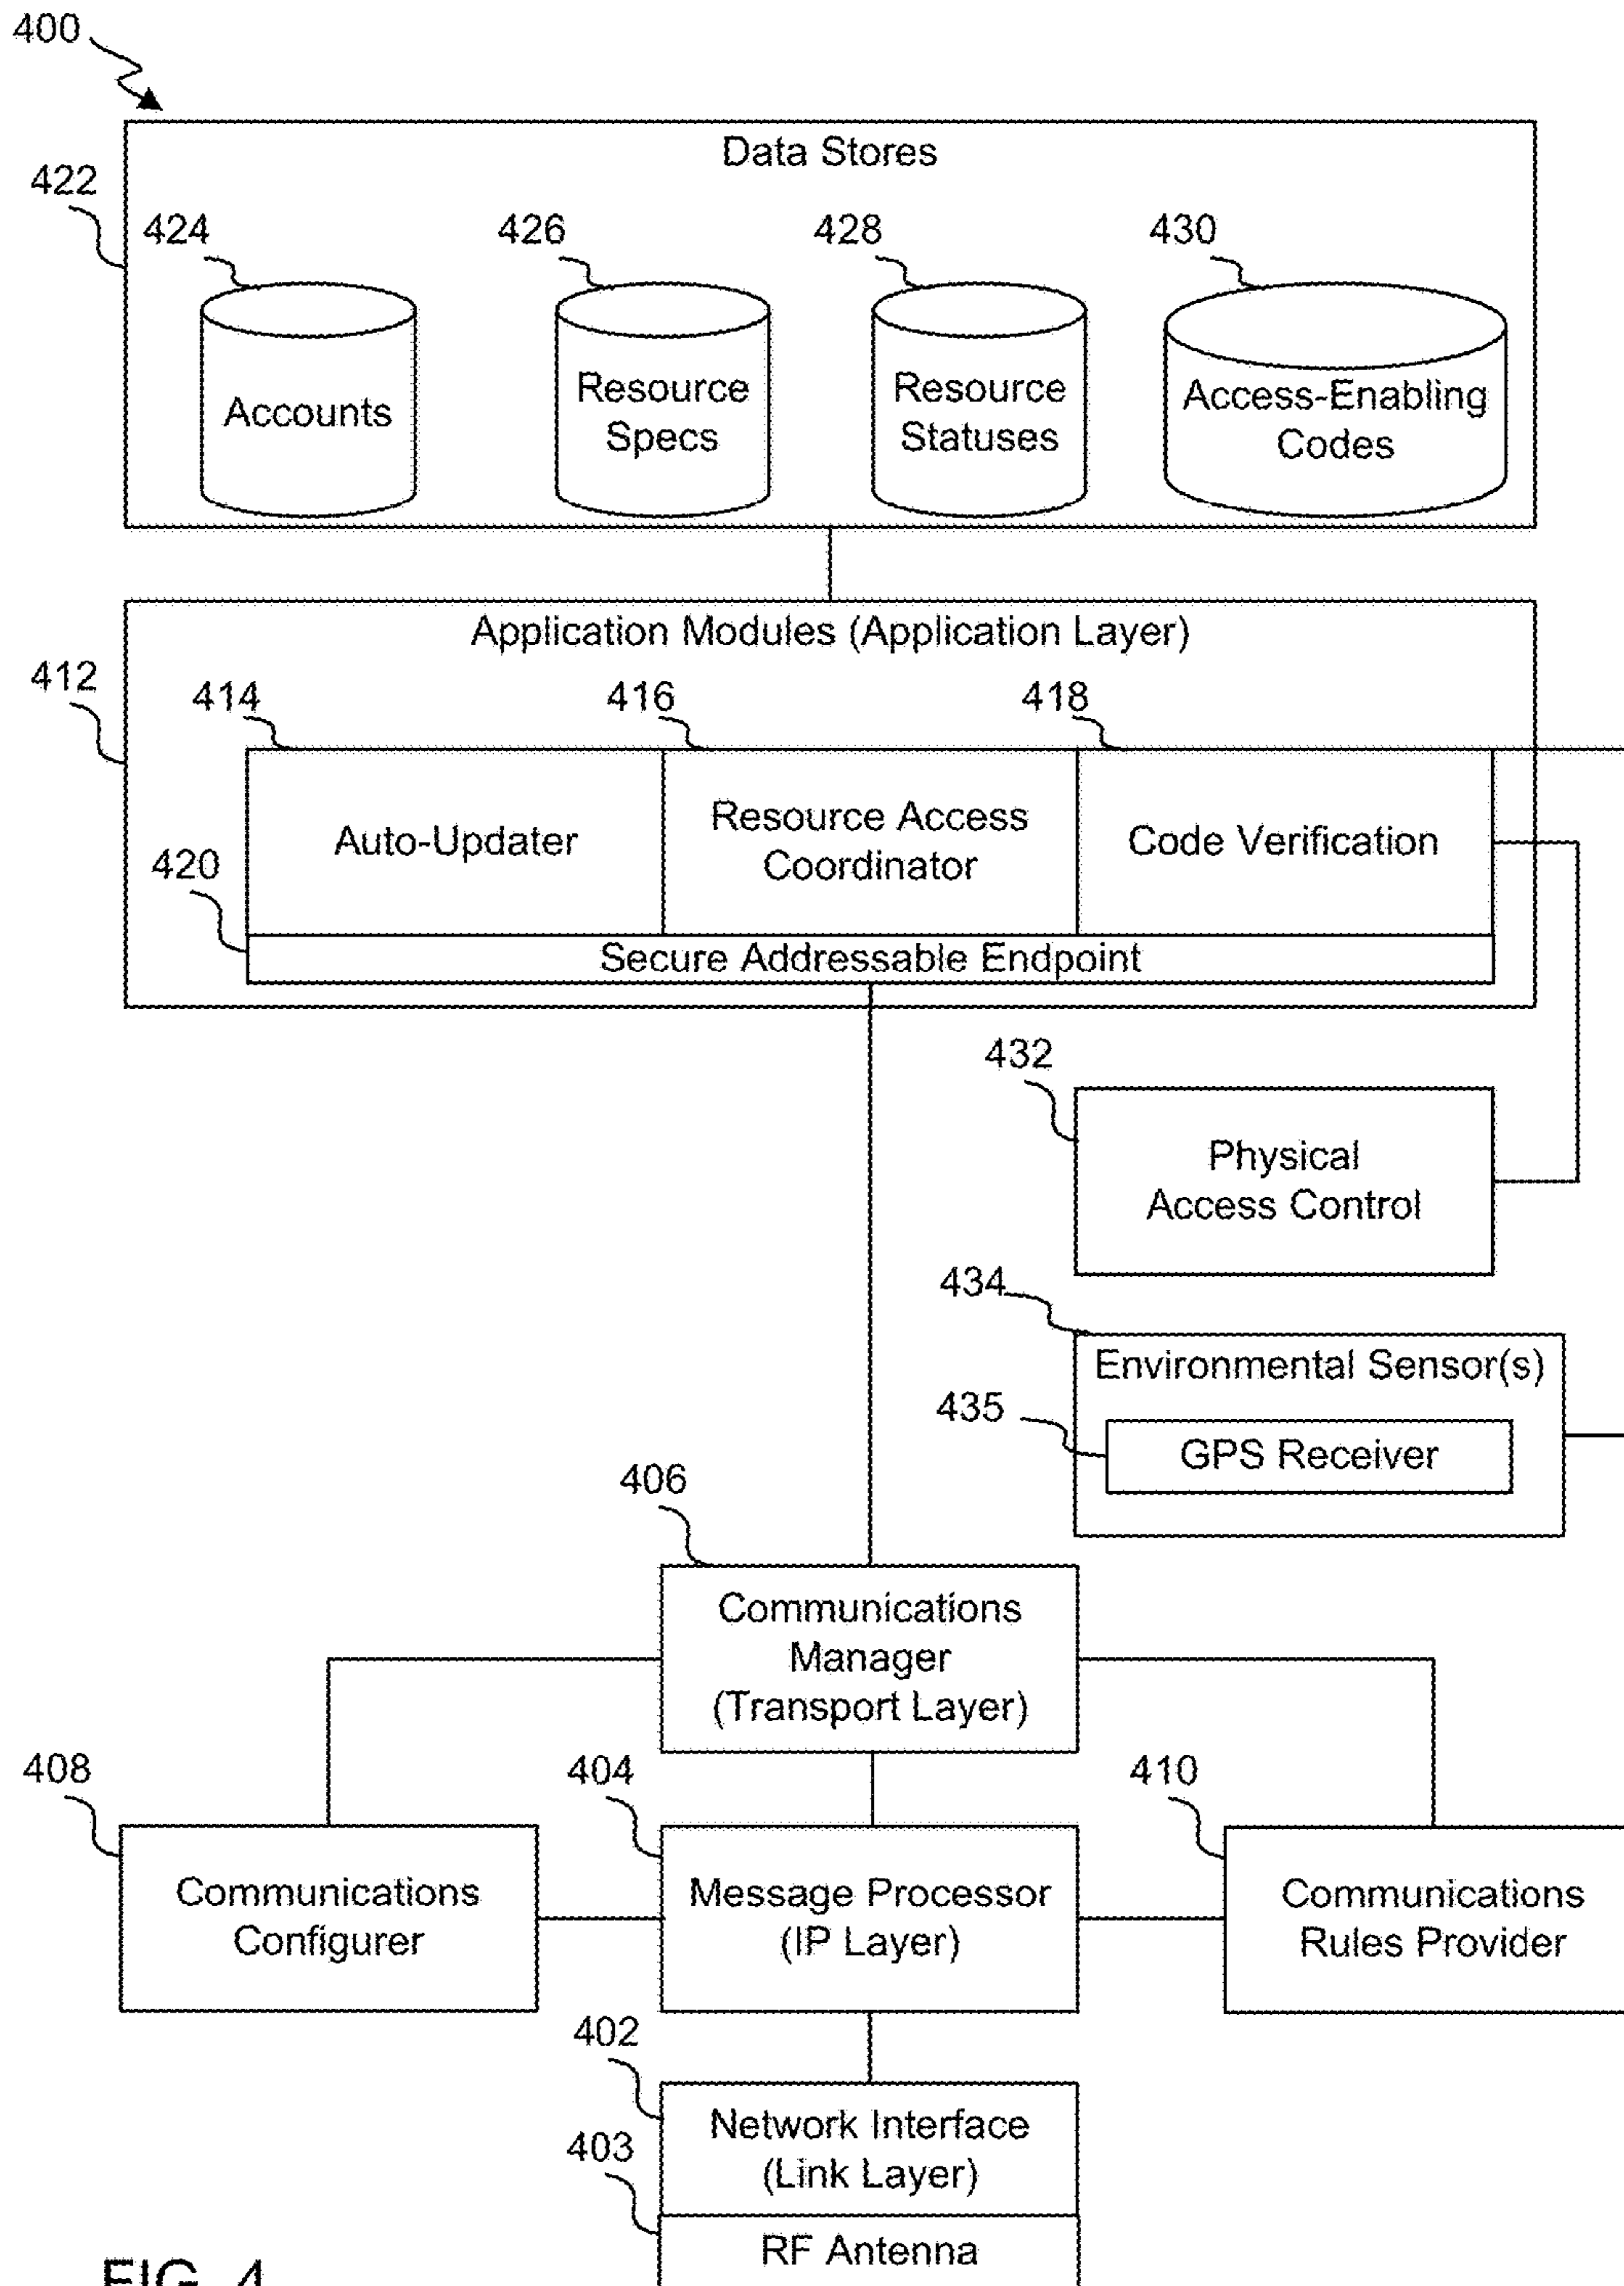 400
Data Stores
422
424
426
428
430
Accounts
Resource
Specs
Resource
Statuses
Access-Enabling
Codes
Application Modules (Application Layer)
412
414
416
418
Auto-Updater
Resource Access
Coordinator
Code Verification
420
Secure Addressable Endpoint
432
Physical
Access Control
434
Environmental Sensor(s)
435
GPS Receiver
406
Communications
Manager
(Transport Layer)
408
404
410
Communications
Configurer
Message Processor
(IP Layer)
Communications
Rules Provider
402
Network Interface
(Link Layer)
403
RF Antenna
FIG. 4